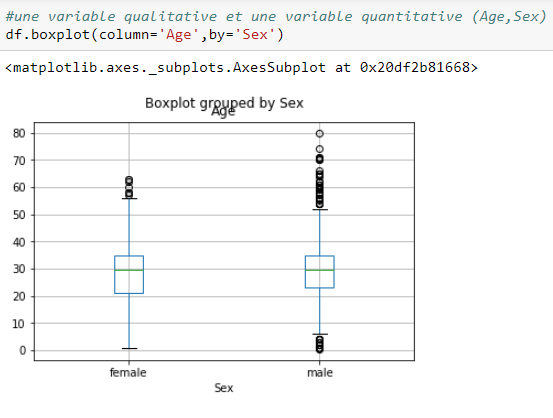 #une variable qualitative et une variable quantitative (Age,Sex)
df.boxplot(column='Age',by='Sex')
<matplotlib.axes._subplots.AxesSubplot at 0x20df2b81668>
Boxplot grouped by Sex
Age
80
70
60
50
40
30
20
10
0
female male
Sex